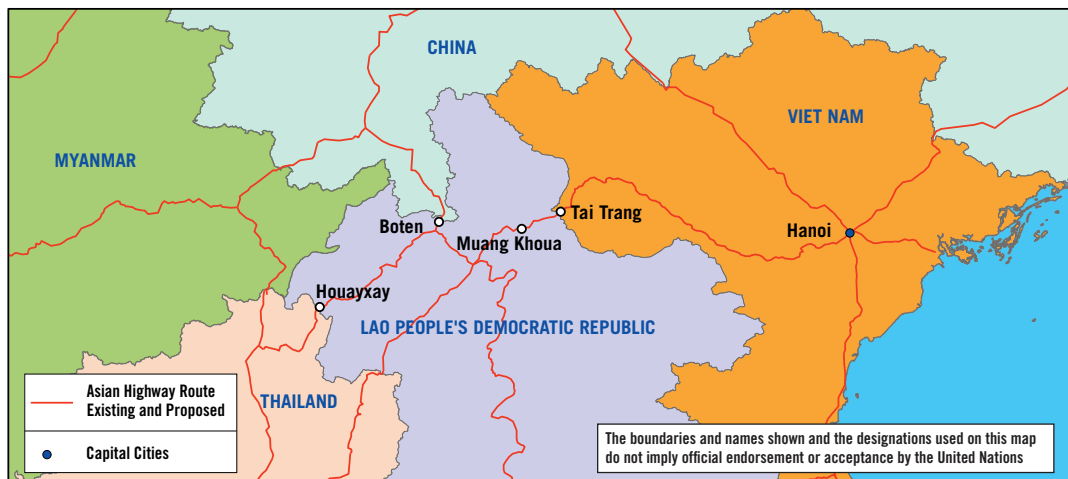 CHINA
VIET NAM
MYANMAR
Tai Trang
Boten
Muang Khoua
Hanoi
Houayxay
LAO PEOPLE'S DEMOCRATIC REPUBLIC
THAILAND
Asian Highway Route
Existing and Proposed
Capital Cities
The boundaries and names shown and the designations used on this map
do not imply official endorsement or acceptance by the United Nations